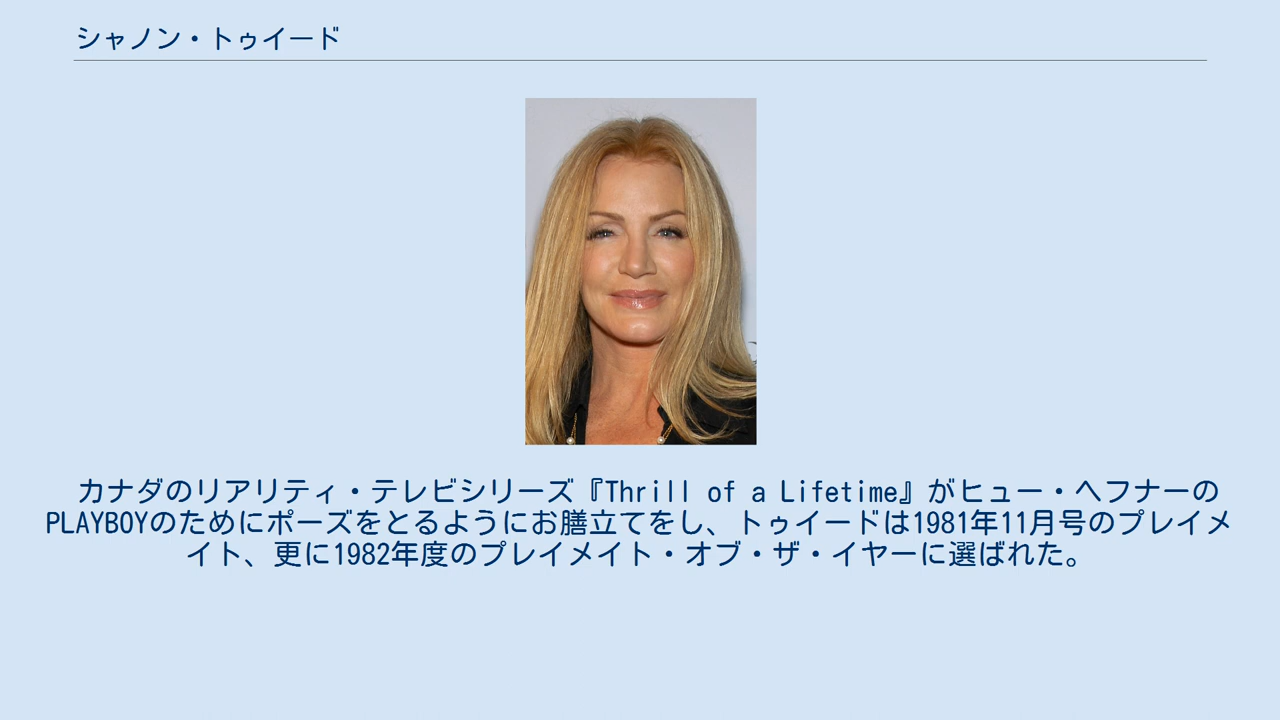 シャノン・トゥイード
カナダのリアリティ・テレビシリーズ『Thrill of a Lifetime』がヒュー・ヘフナーの
PLAYBOYのためにポーズをとるようにお膳立てをし、トゥイードは1981年11月号のプレイメ
イト、更に1982年度のプレイメイト・オブ・ザ・イヤーに選ばれた。